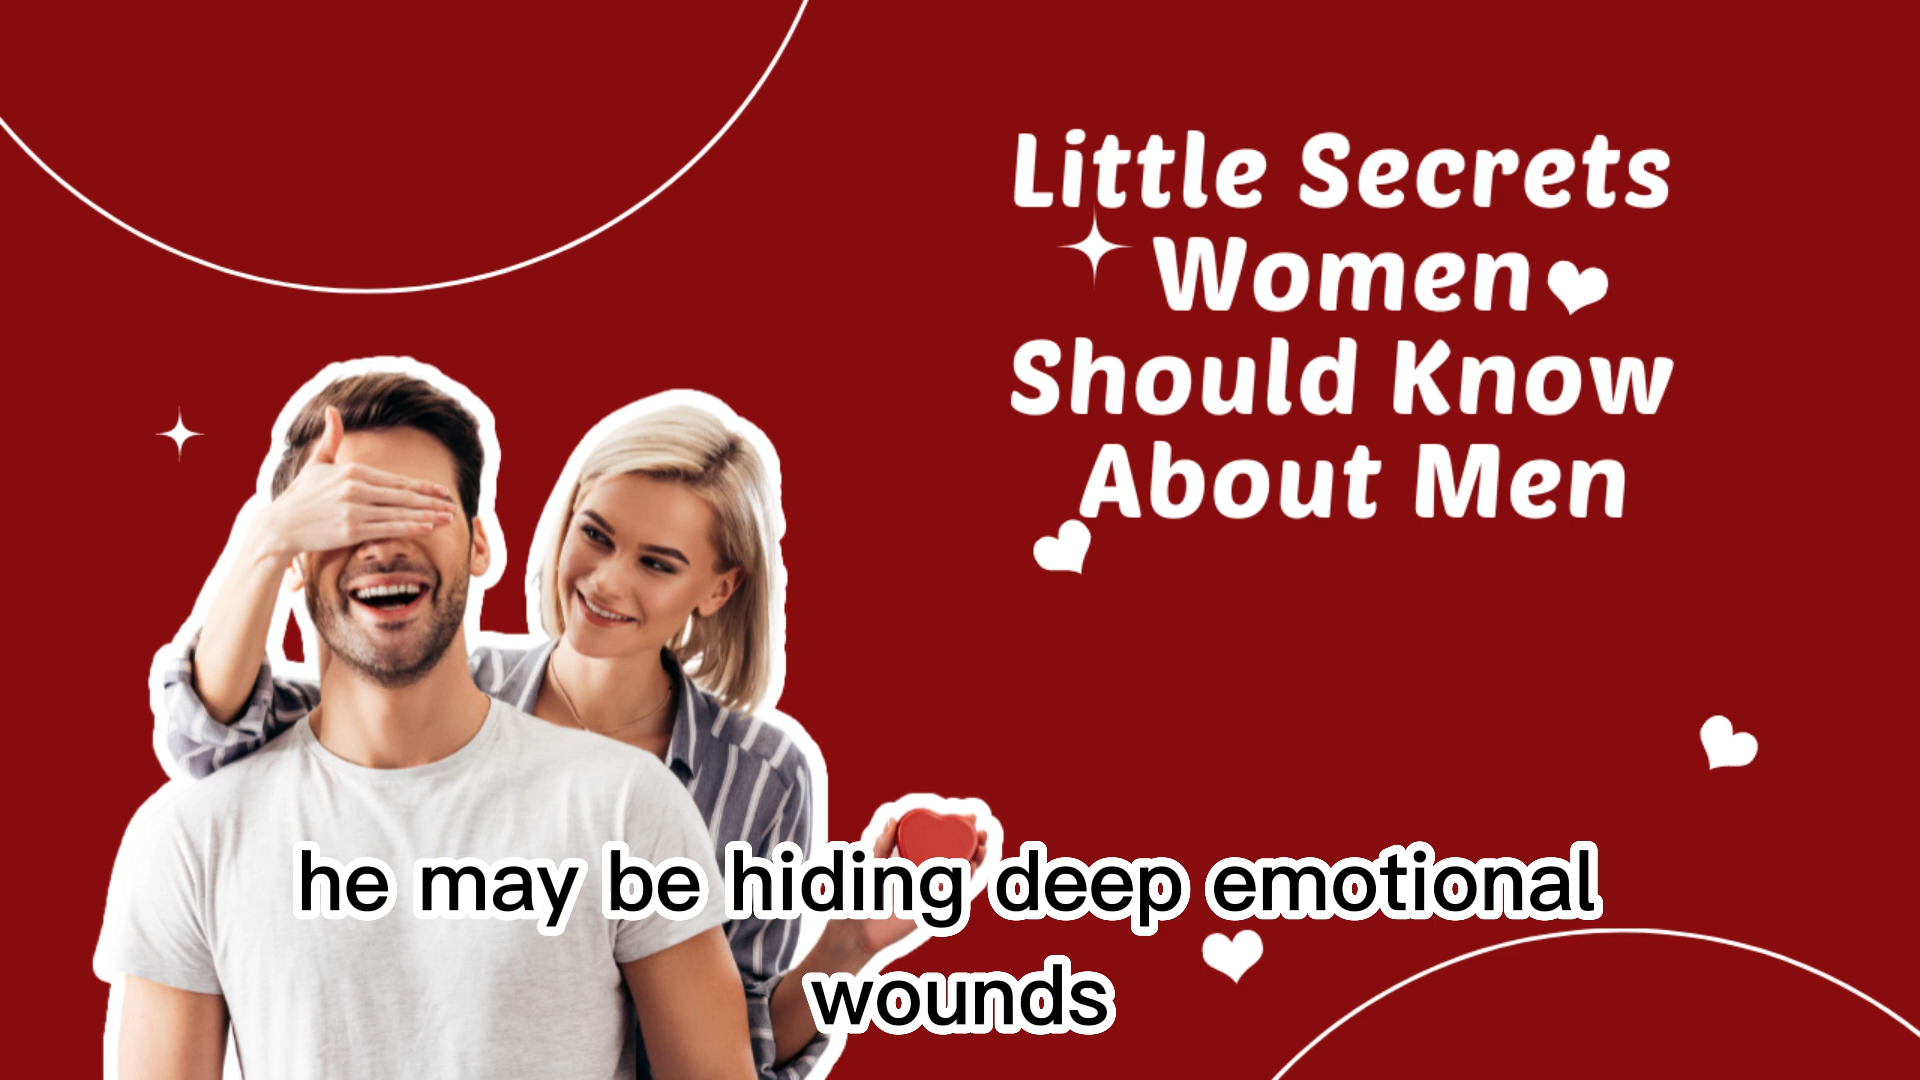 Little Secrets
Women
Should Know
About Men
he may be hiding deep emotional
wounds